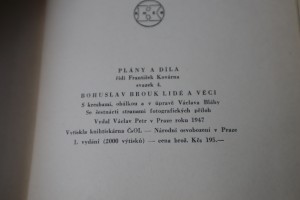 PLÁNY A DÍLA
řídí František Kovárna
svazek 4.
BOHUSLAV BROUK LIDÉ A VĚCI
S kresbami, obálkou a v úpravě Václava Bláhy
Se šestnácti stranami fotografických příloh
Vydal Václav Petr v Praze roku 1947
Vytiskla knihtiskárna ČsOL — Národní osvobození v Praze
1. vydání (2000 výtisků) — cena brož. Kčs 195.—